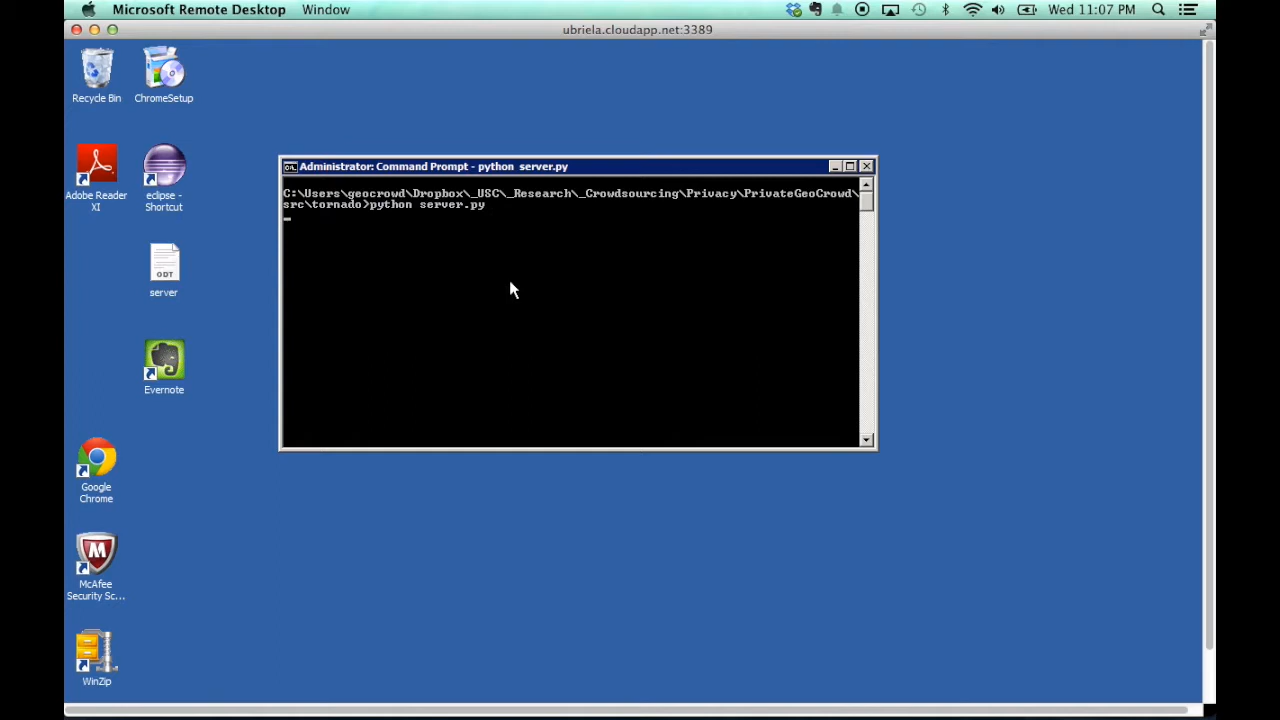 Microsoft Remote Desktop Window Wed 11:07 PM
ubriela.cloudapp.net:3389
Recycle Bin
ChromeSetup
Adobe Reader
XI
eclipse -
Shortcut
ODT
server
Evernote
Google
Chrome
McAfee
Security Sc...
WinZip
Administrator: Command Prompt - python server.py
C:\Users\geocrowd\Dropbox\_USC\_Research\_Crowdsourcing\Privacy\PrivateGeoCrowd\
src\tornado>python server.py